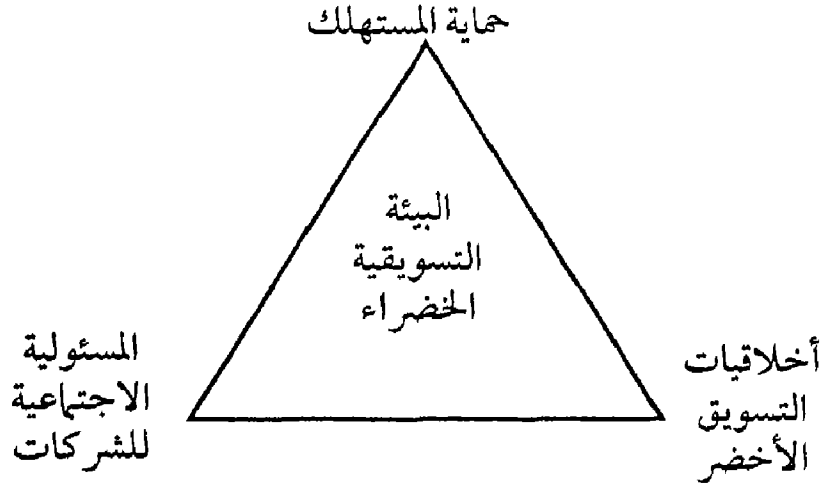 حماية المستهلك
البيئة
التسويقية
الخضراء
أخلاقيات
التسويق
الأخضر
المسئولية
الاجتماعية
للشركات